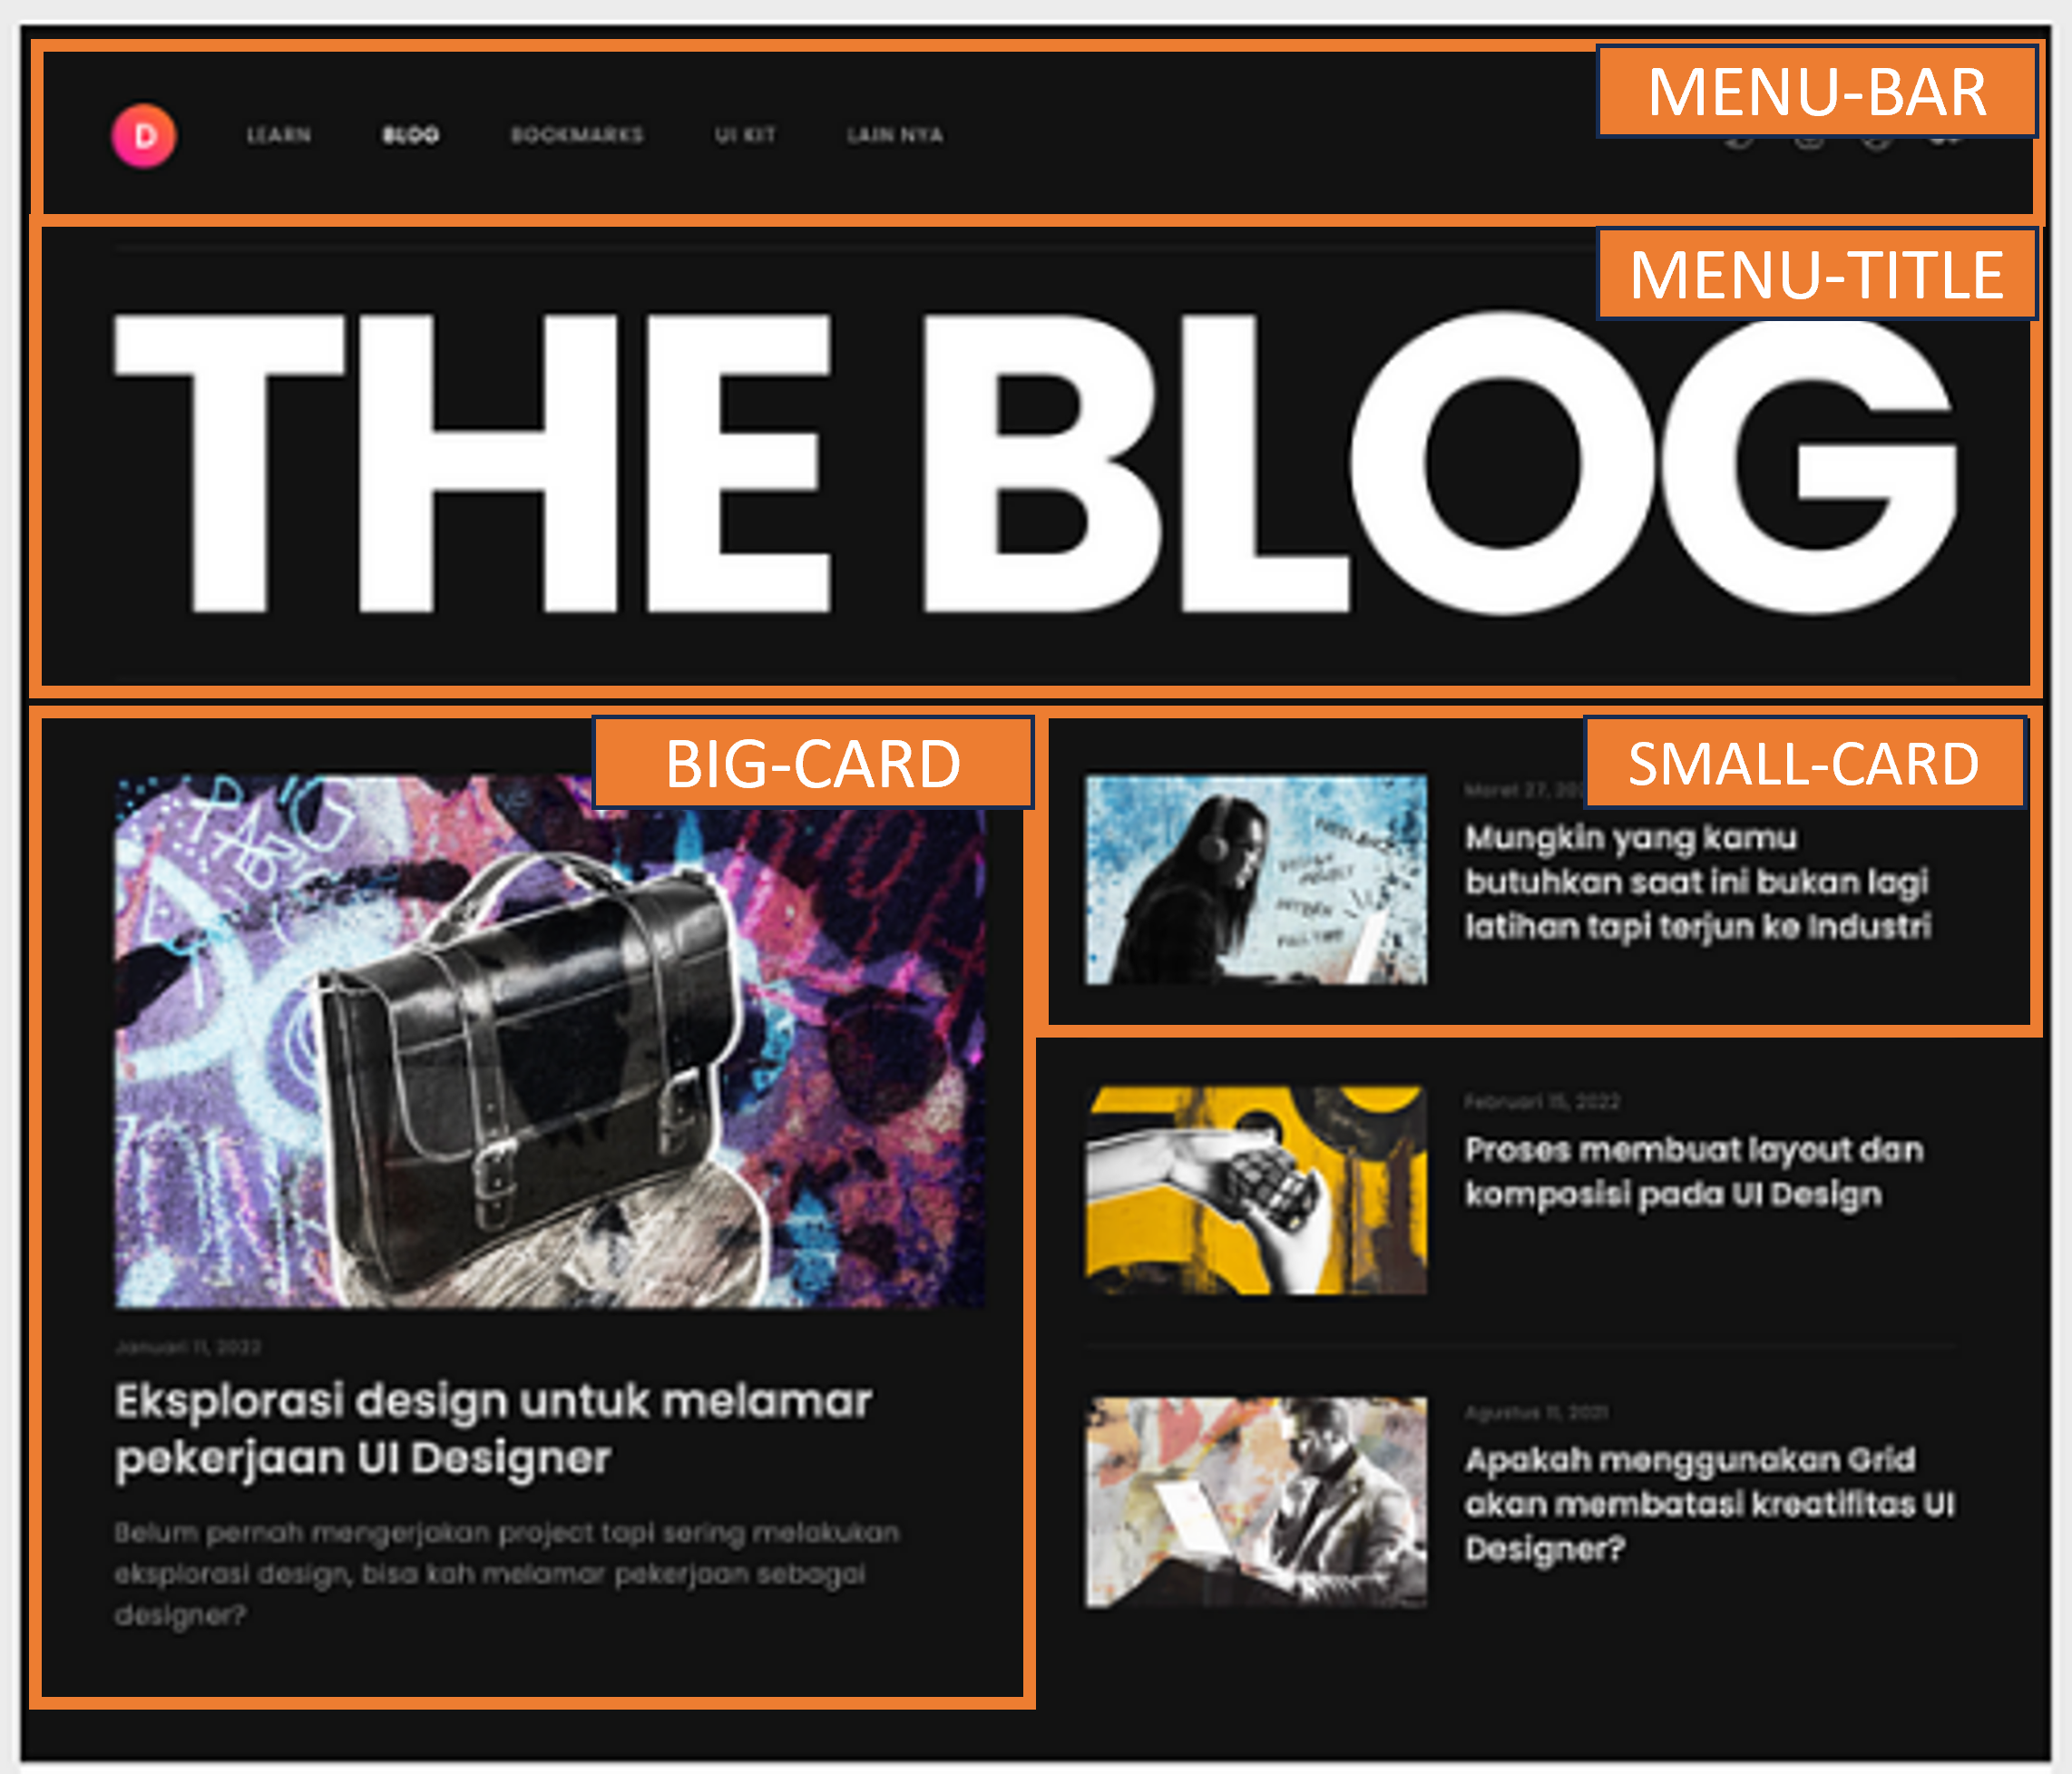 MENU-BAR
D LEARN BLOG BOOKMARKS UI KIT LAIN NYA
MENU-TITLE
THE BLOG
BIG-CARD
Januari 11, 2022
Eksplorasi design untuk melamar
pekerjaan UI Designer
Belum pernah mengerjakan project tapi sering melakukan
eksplorasi design, bisa kah melamar pekerjaan sebagai
designer?
SMALL-CARD
Maret 27,
Mungkin yang kamu
butuhkan saat ini bukan lagi
latihan tapi terjun ke Industri
Februari 15, 2022
Proses membuat layout dan
komposisi pada UI Design
Agustus 11, 2021
Apakah menggunakan Grid
akan membatasi kreatifitas UI
Designer?